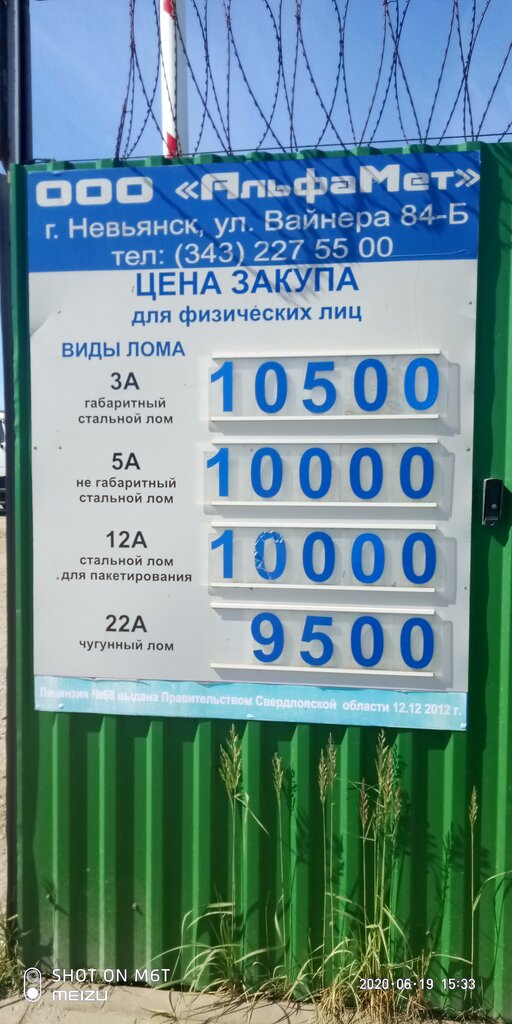 ООО «АльфаМет»
г. Невьянск, ул. Вайнера 84-Б
тел: (343) 227 55 00
ЦЕНА ЗАКУПА
для физических лиц
ВИДЫ ЛОМА
3А
габаритный
стальной лом
10500
5А
не габаритный
стальной лом
10000
12А
стальной лом
для пакетирования
10000
22А
чугунный лом
9500
Лицензия №68 выдана Правительством Свердловской области 12.12 2012 г.
SHOT ON M6T
MEIZU
2020-06-19 15:33